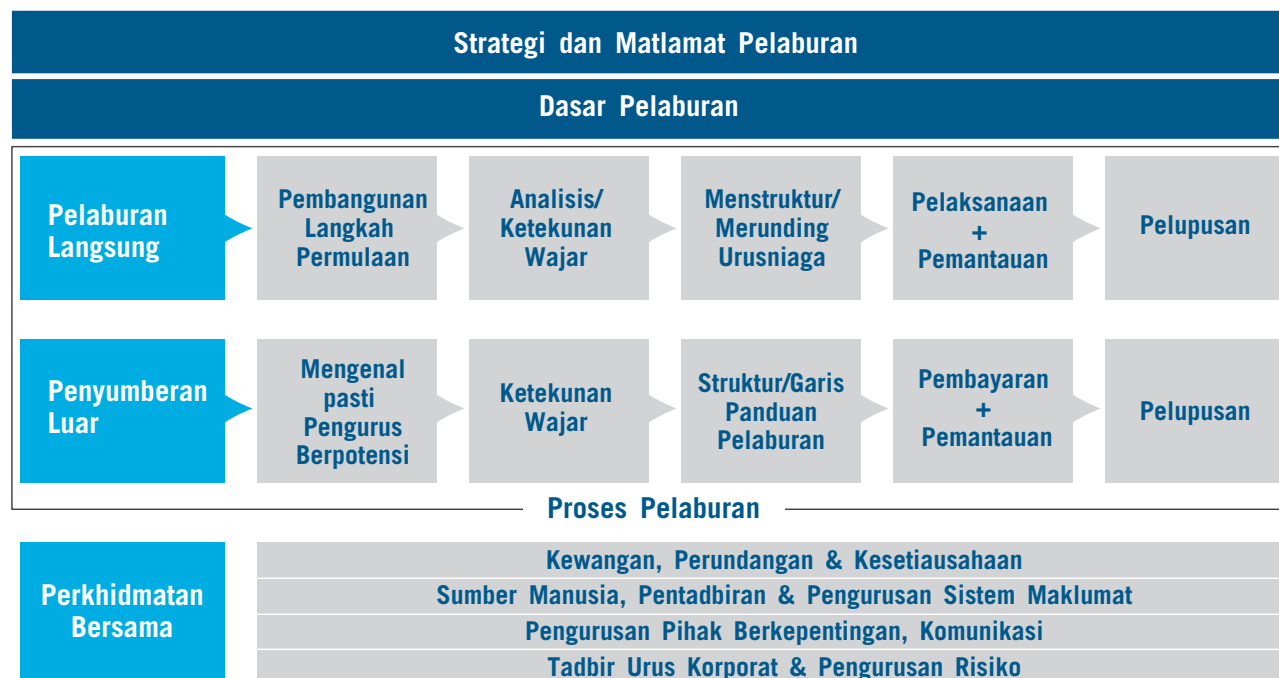 Strategi dan Matlamat Pelaburan
Dasar Pelaburan
Pelaburan
Langsung
Pembangunan
Langkah
Permulaan
Analisis/
Ketekunan
Wajar
Menstruktur/
Merunding
Urusniaga
Pelaksanaan
+
Pemantauan
Pelupusan
Penyumberan
Luar
Mengenal
pasti
Pengurus
Berpotensi
Ketekunan
Wajar
Struktur/Garis
Panduan
Pelaburan
Pembayaran
+
Pemantauan
Pelupusan
Proses Pelaburan
Perkhidmatan
Bersama
Kewangan, Perundangan & Kesetiausahaan
Sumber Manusia, Pentadbiran & Pengurusan Sistem Maklumat
Pengurusan Pihak Berkepentingan, Komunikasi
Tadbir Urus Korporat & Pengurusan Risiko